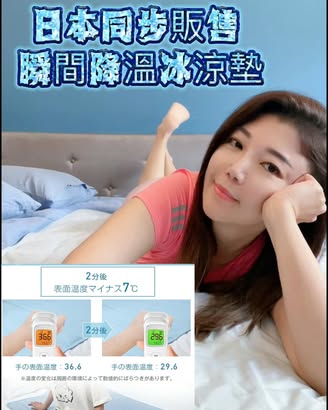 日本同步販售
瞬間降溫冰涼墊
2分後
表面温度マイナス7℃
36.6
2分後
29.6
手の表面温度：36.6
手の表面温度：29.6
※温度の変化は周囲の環境によって数値的にばらつきがあります。